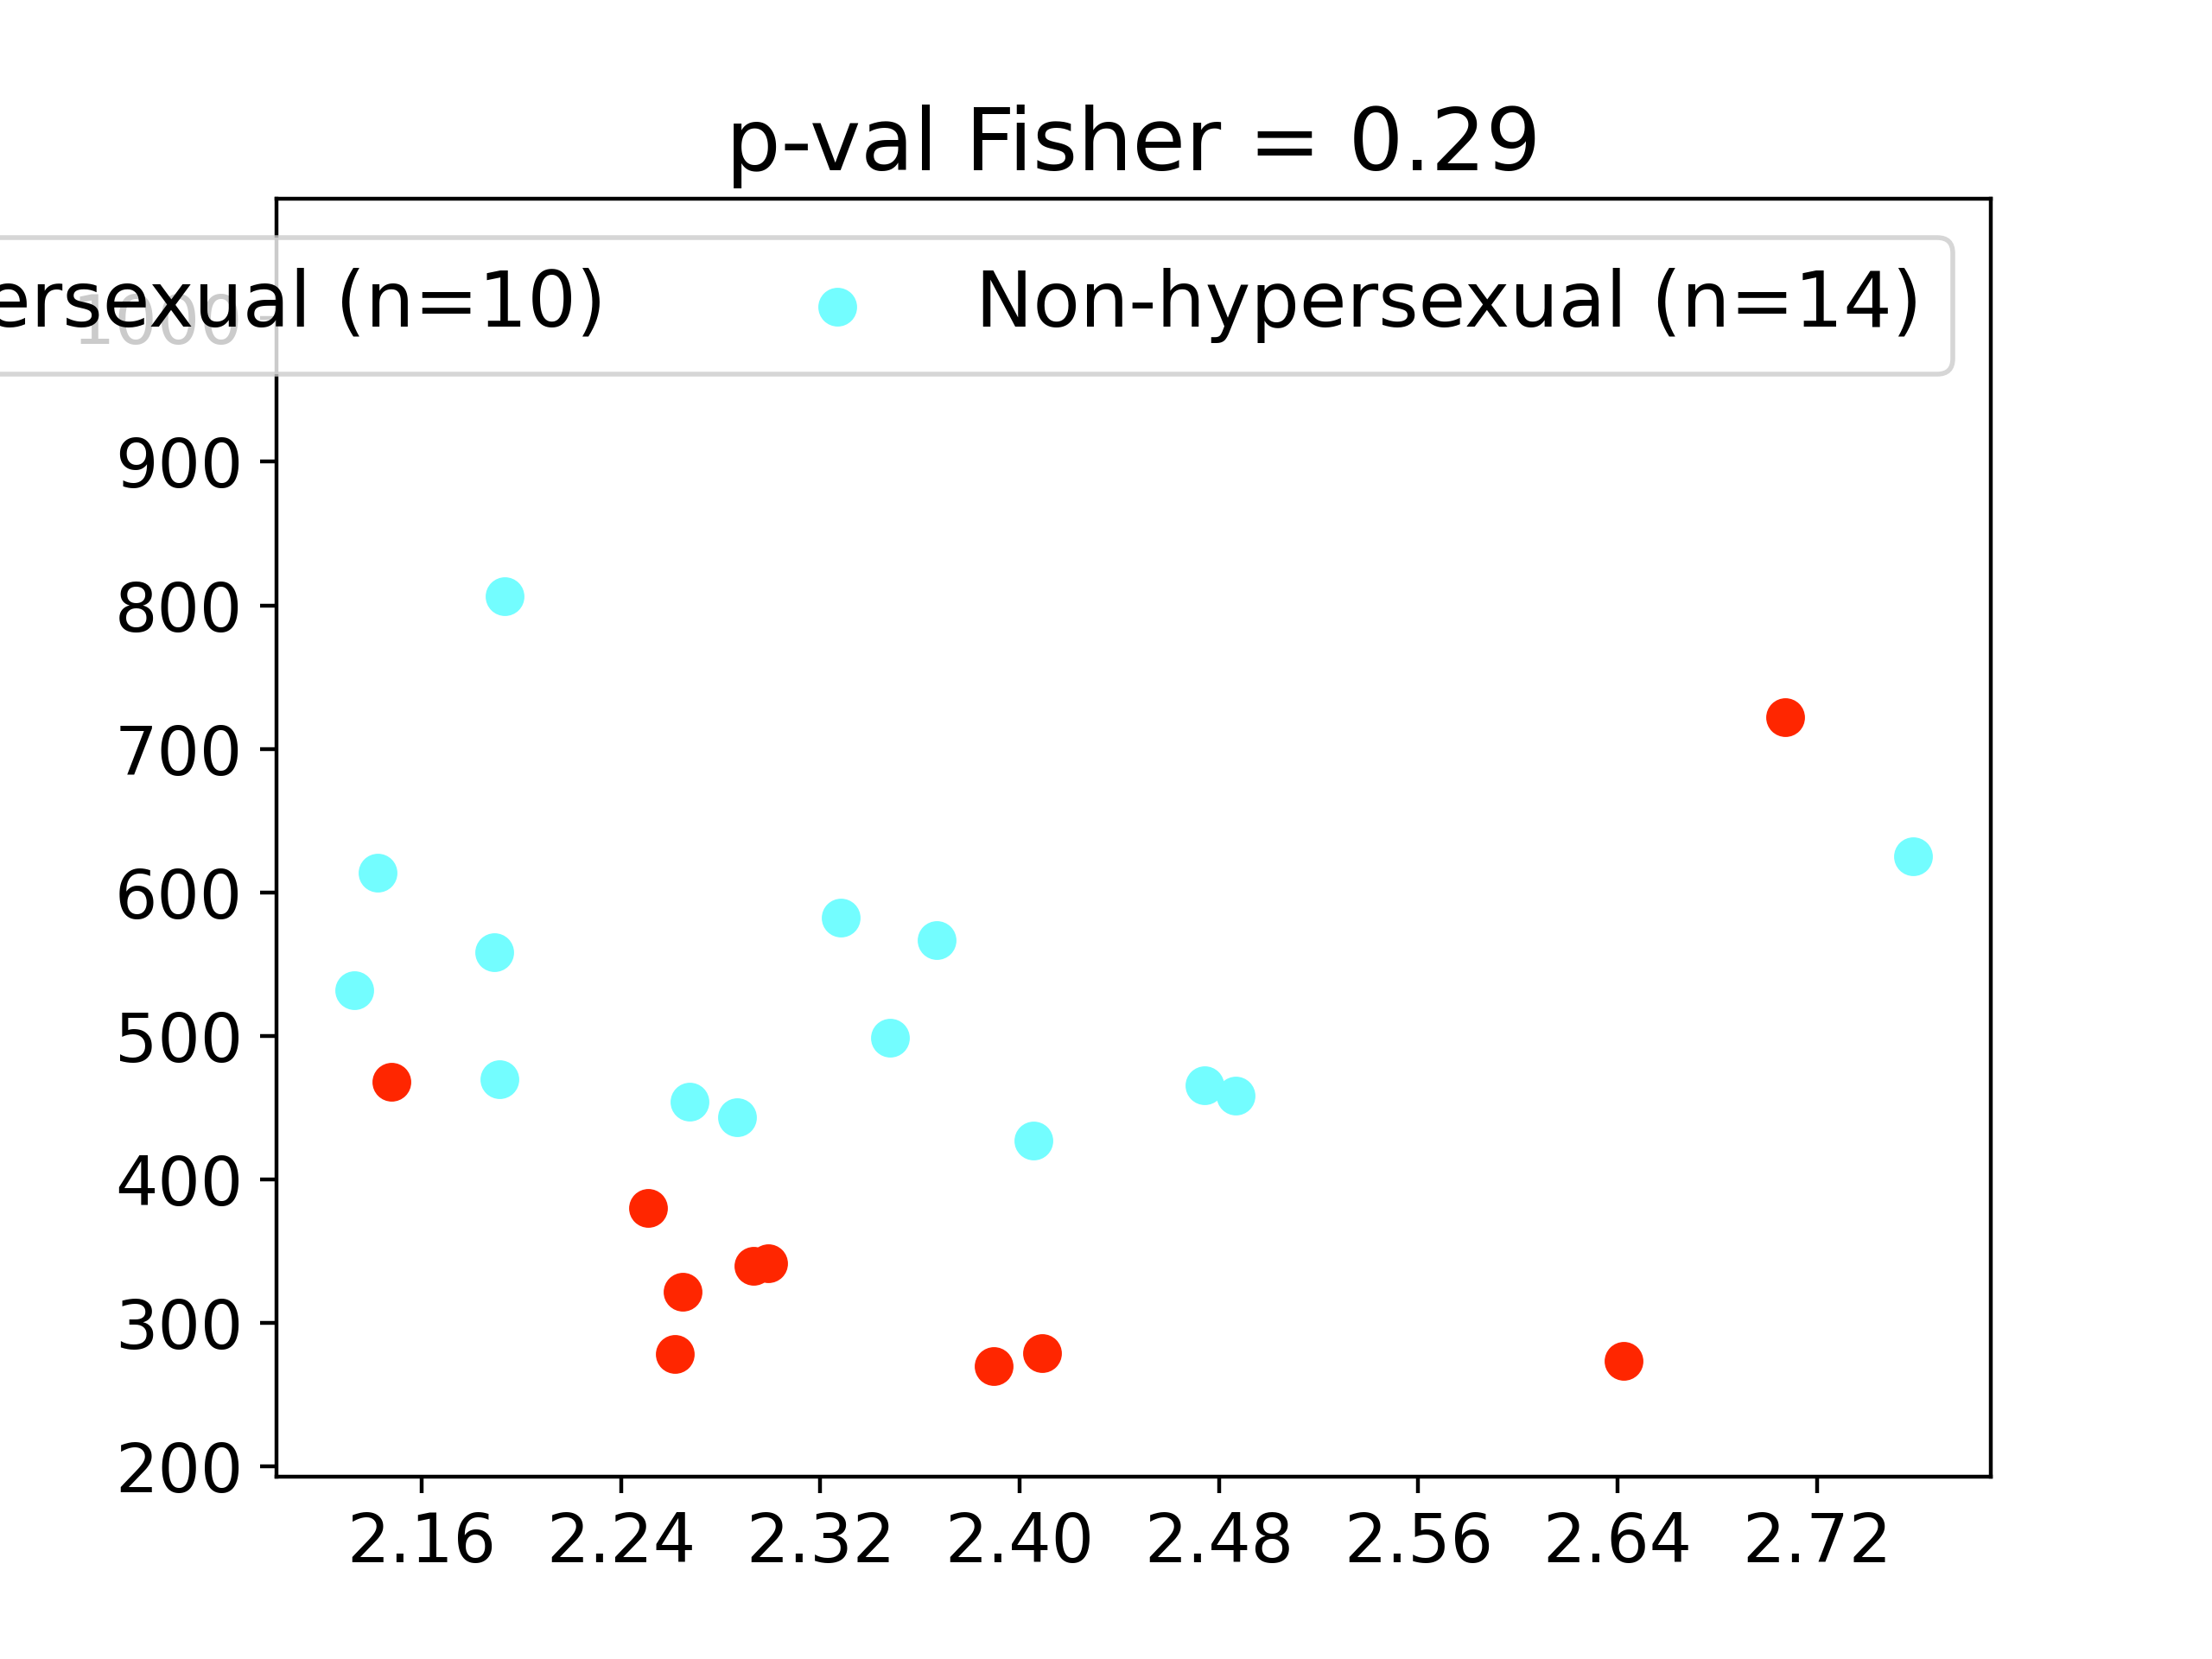 p-val Fisher = 0.29
ersexual (n=10)
Non-hypersexual (n=14)
1000
900
800
700
600
500
400
300
200
2.16 2.24 2.32 2.40 2.48 2.56 2.64 2.72